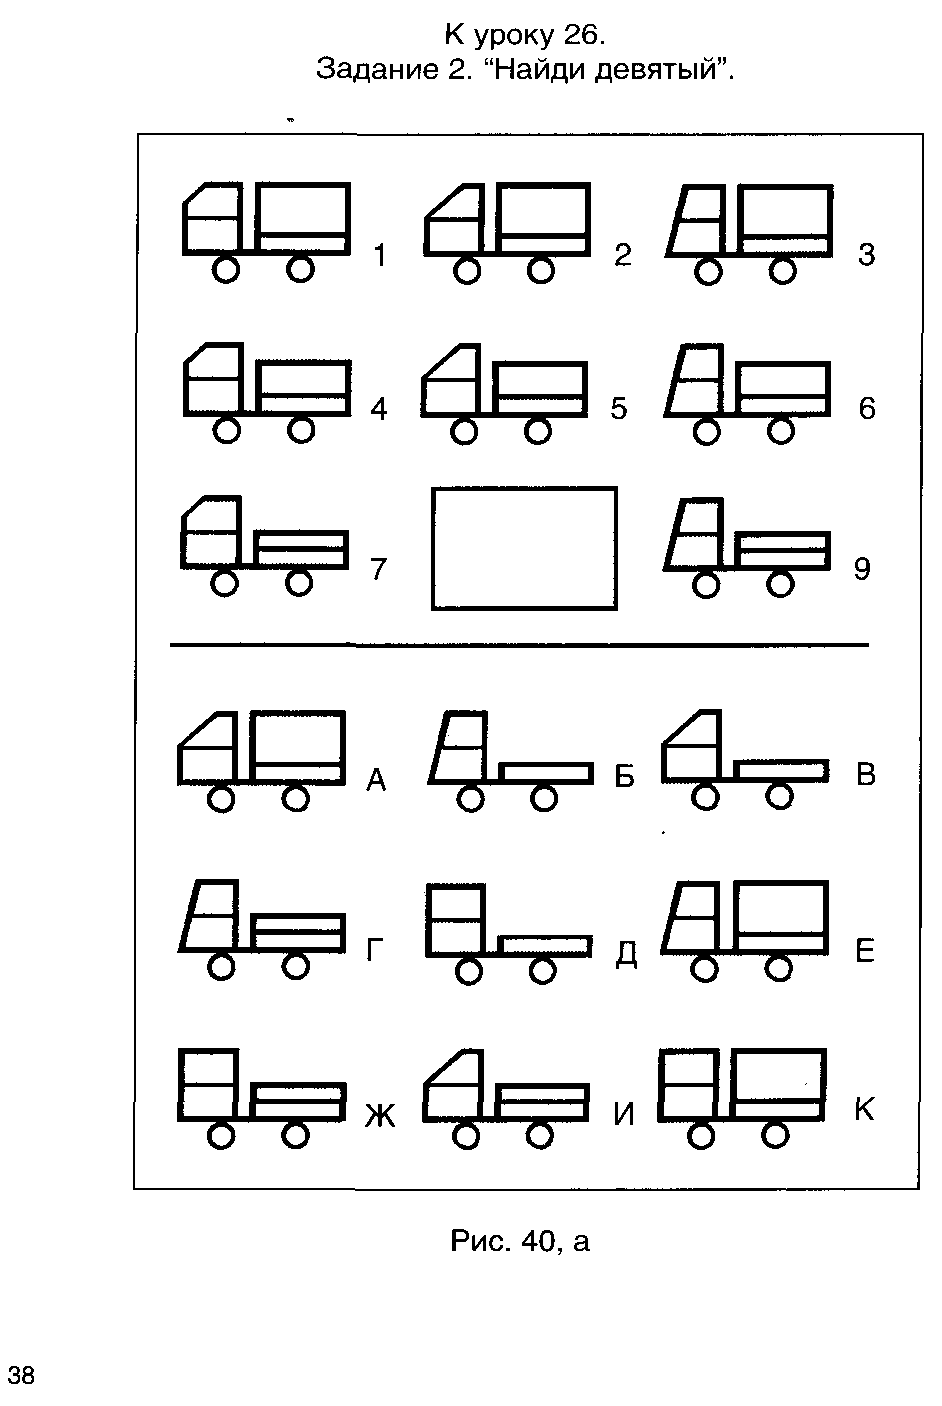 К уроку 26.
Задание 2. “Найди девятый”.
1 2 3
4 5 6
7 9
А Б В
Г Д Е
Ж И К
Рис. 40, а
38